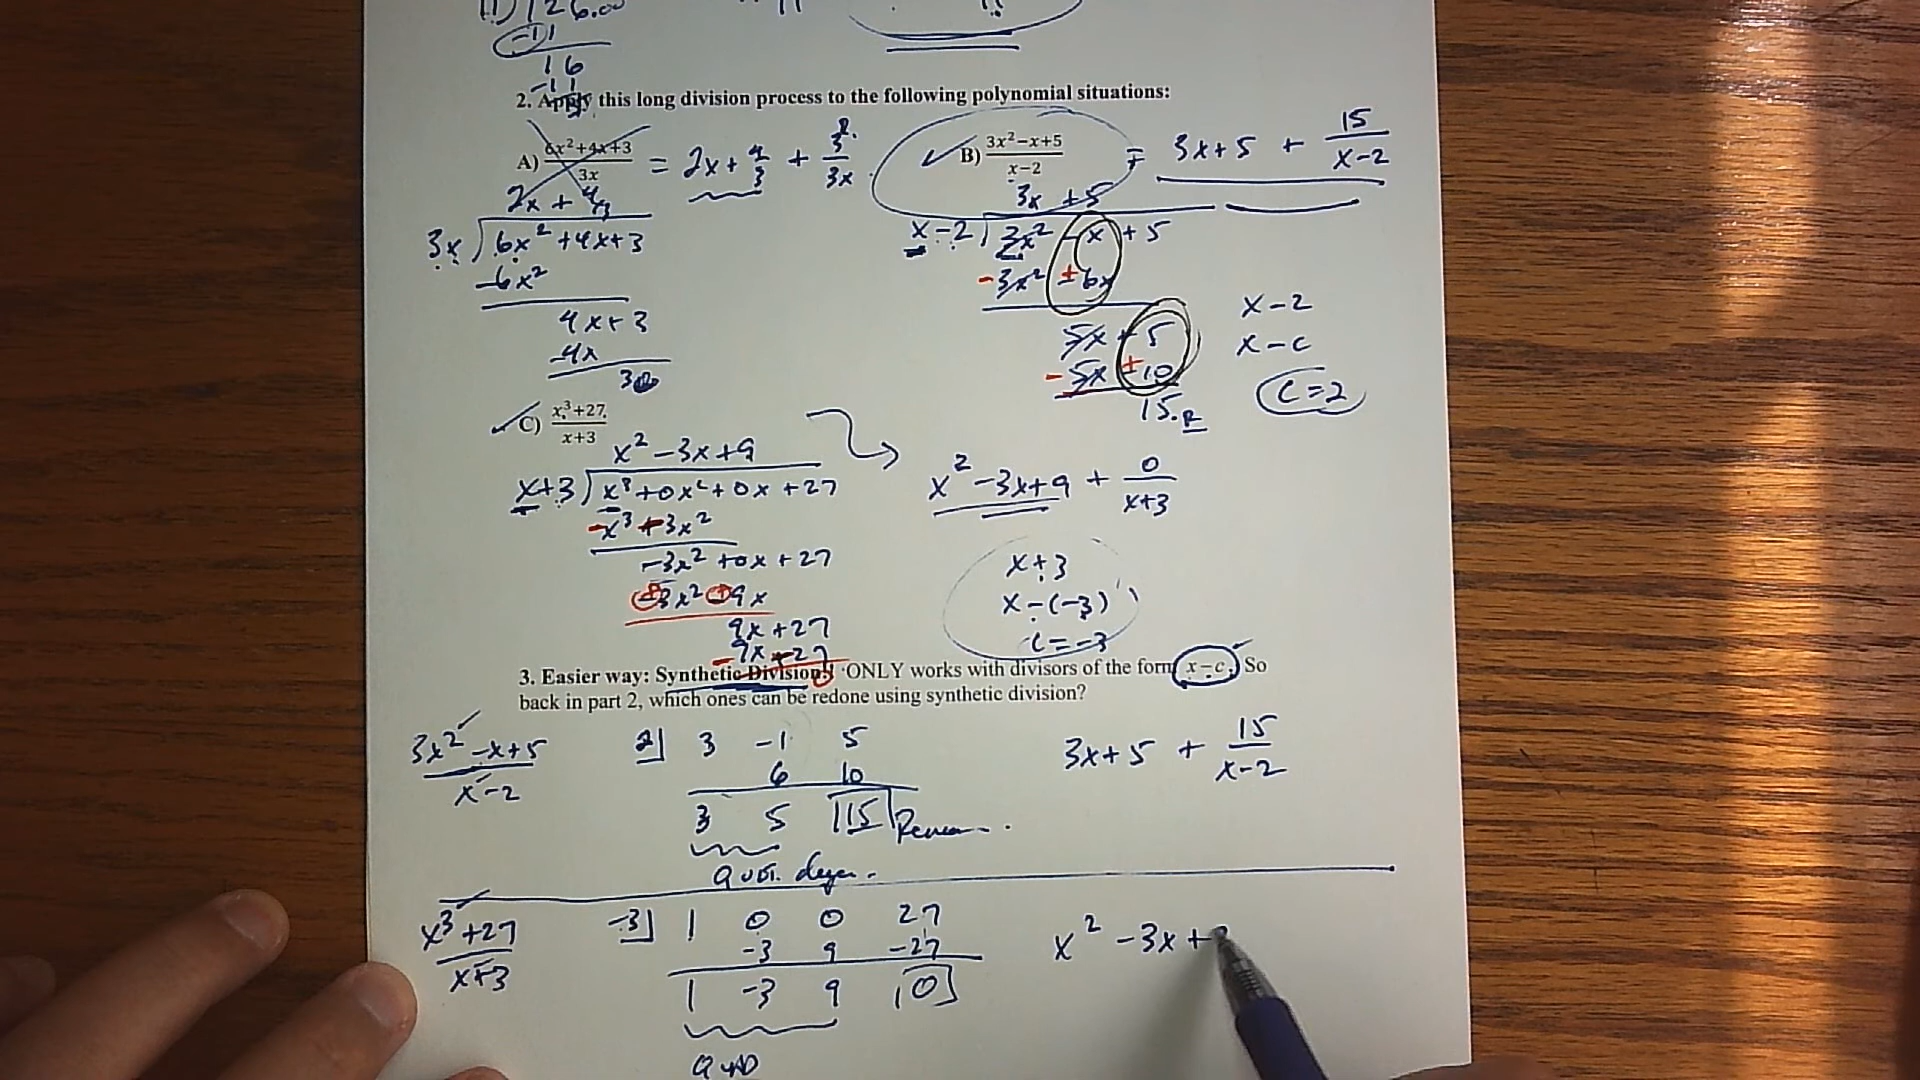 11) 126.00
-11
16
-11
2. Apply this long division process to the following polynomial situations:
A) (6x²+4x+3)/(3x) = 2x + 4/3 + 3/(3x)
2x + 4/3
3x ) 6x² + 4x + 3
-6x²
4x + 3
-4x
3
B) (3x²−x+5)/(x−2) = 3x + 5 + 15/(x-2)
3x + 5
x - 2 ) 3x² - x + 5
- 3x² + 6x
5x + 5
- 5x + 10
15. R
x - 2
x - c
c = 2
C) (x³+27)/(x+3)
x² - 3x + 9
x + 3 ) x³ + 0x² + 0x + 27
- x³ - 3x²
-3x² + 0x + 27
+ 3x² + 9x
9x + 27
- 9x - 27
0
x² - 3x + 9 + 0/(x+3)
x + 3
x - (-3)
c = -3
3. Easier way: Synthetic Division! ONLY works with divisors of the form x−c. So
back in part 2, which ones can be redone using synthetic division?
(3x² - x + 5)/(x - 2)
2 3 -1 5
6 10
3 5 15
3x + 5 + 15/(x-2)
(x³ + 27)/(x + 3)
-3 1 0 0 27
-3 9 -27
1 -3 9 0
x² - 3x +